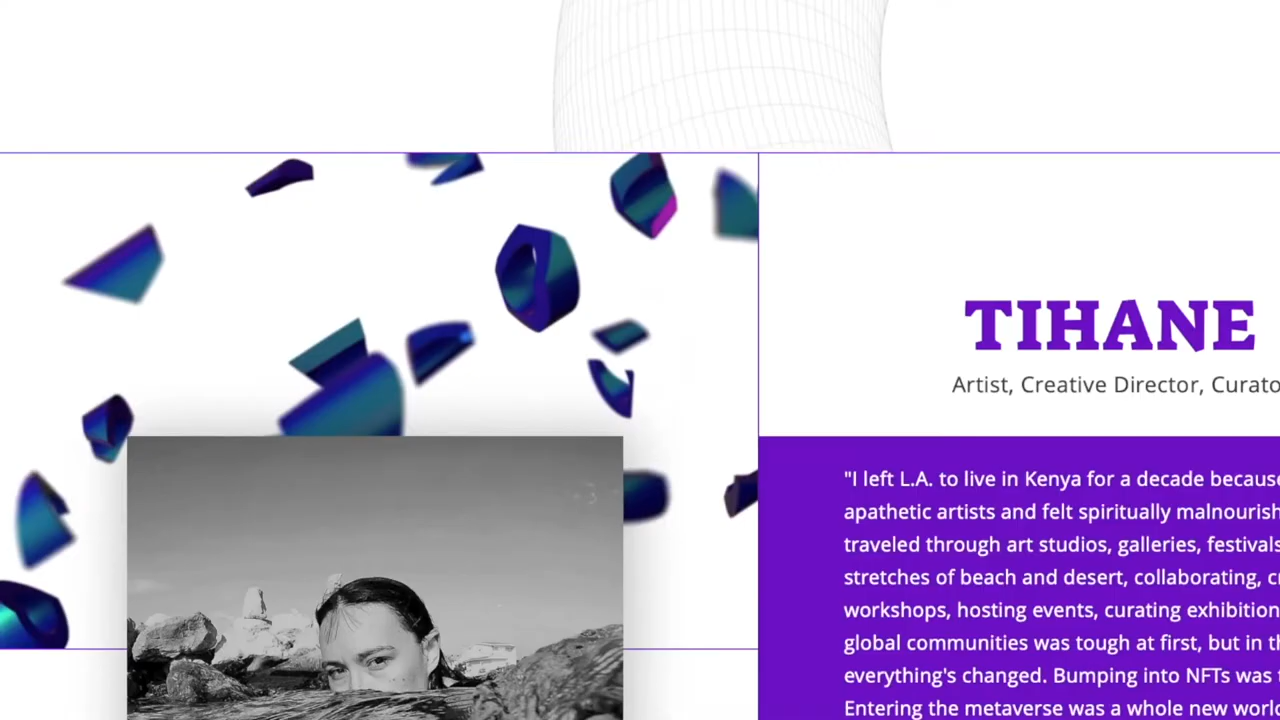 TIHANE
Artist, Creative Director, Curato
"I left L.A. to live in Kenya for a decade because
apathetic artists and felt spiritually malnourish
traveled through art studios, galleries, festivals
stretches of beach and desert, collaborating, cr
workshops, hosting events, curating exhibition
global communities was tough at first, but in th
everything's changed. Bumping into NFTs was t
Entering the metaverse was a whole new world